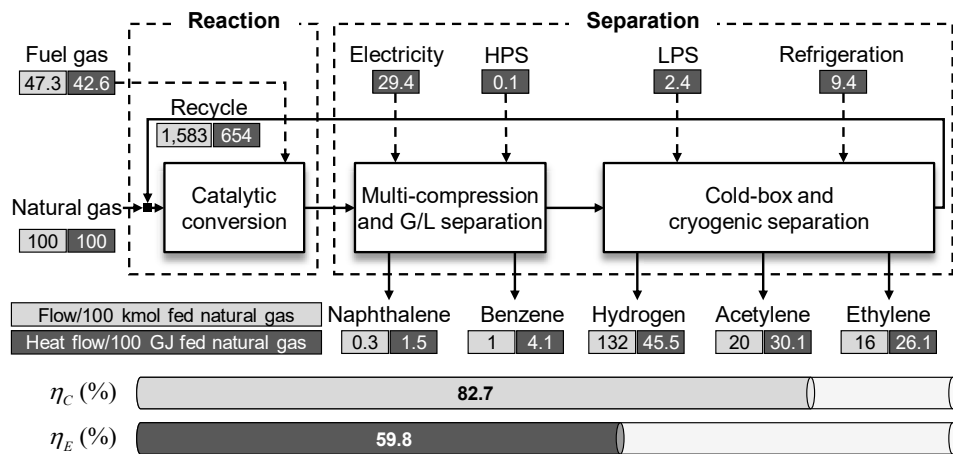 Reaction
Separation
Fuel gas
47.3 42.6
Electricity
29.4
HPS
0.1
LPS
2.4
Refrigeration
9.4
Recycle
1,583 654
Natural gas
100 100
Catalytic
conversion
Multi-compression
and G/L separation
Cold-box and
cryogenic separation
Flow/100 kmol fed natural gas
Heat flow/100 GJ fed natural gas
Naphthalene
0.3 1.5
Benzene
1 4.1
Hydrogen
132 45.5
Acetylene
20 30.1
Ethylene
16 26.1
η_C (%)
82.7
η_E (%)
59.8